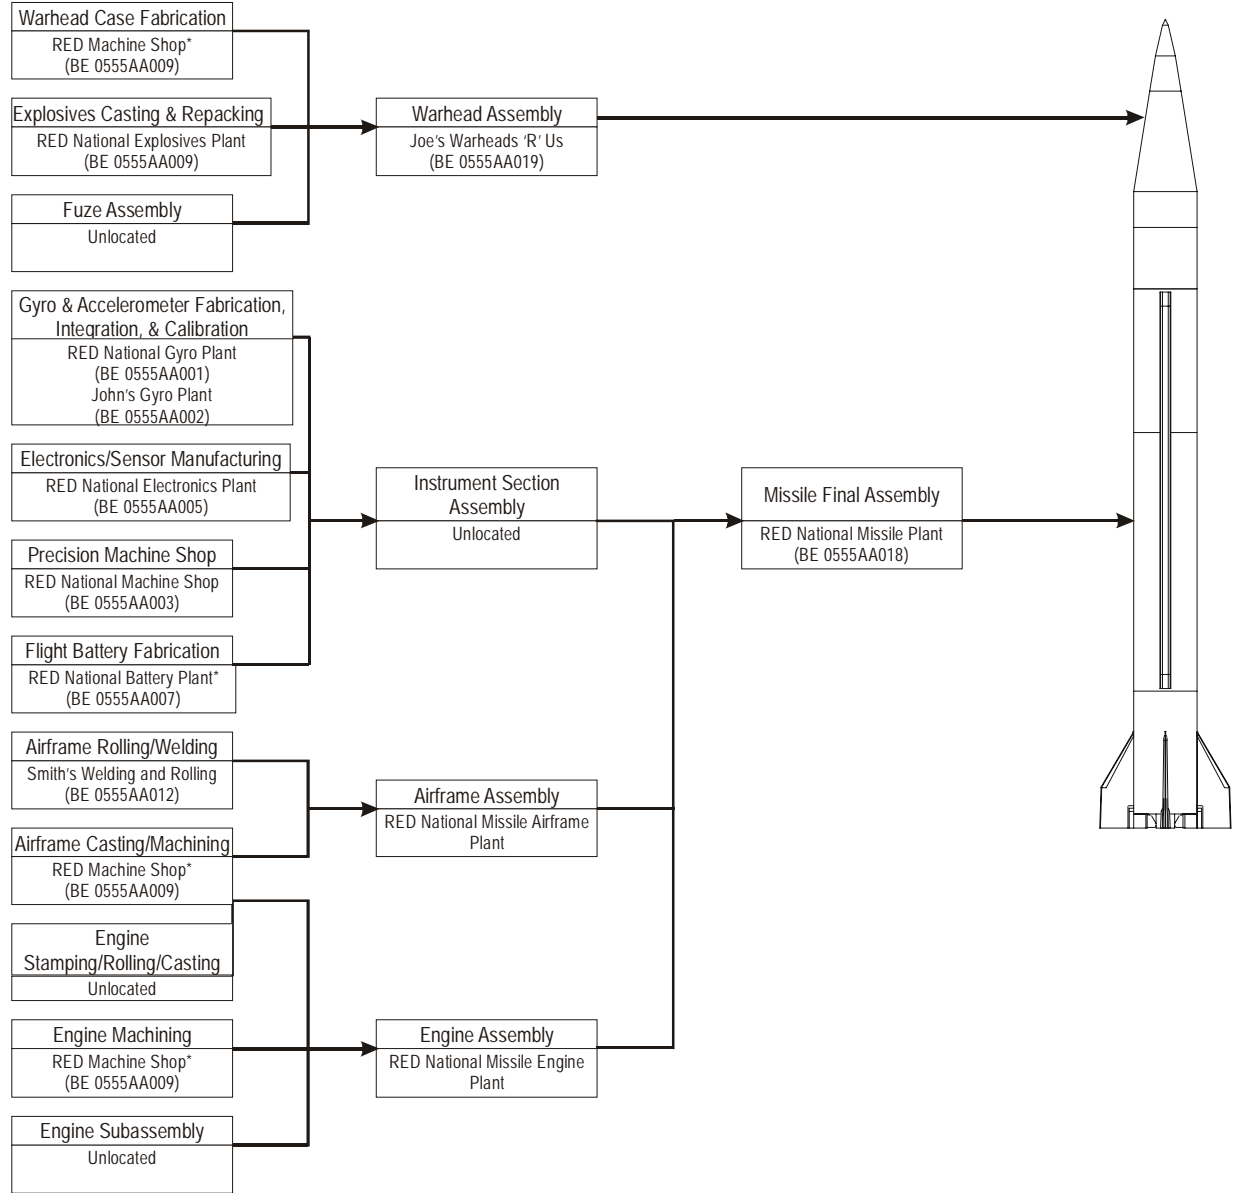 Warhead Case Fabrication
RED Machine Shop*
(BE 0555AA009)
Explosives Casting & Repacking
RED National Explosives Plant
(BE 0555AA009)
Fuze Assembly
Unlocated
Warhead Assembly
Joe's Warheads 'R' Us
(BE 0555AA019)
Gyro & Accelerometer Fabrication,
Integration, & Calibration
RED National Gyro Plant
(BE 0555AA001)
John's Gyro Plant
(BE 0555AA002)
Electronics/Sensor Manufacturing
RED National Electronics Plant
(BE 0555AA005)
Precision Machine Shop
RED National Machine Shop
(BE 0555AA003)
Flight Battery Fabrication
RED National Battery Plant*
(BE 0555AA007)
Instrument Section
Assembly
Unlocated
Missile Final Assembly
RED National Missile Plant
(BE 0555AA018)
Airframe Rolling/Welding
Smith's Welding and Rolling
(BE 0555AA012)
Airframe Casting/Machining
RED Machine Shop*
(BE 0555AA009)
Airframe Assembly
RED National Missile Airframe
Plant
Engine
Stamping/Rolling/Casting
Unlocated
Engine Machining
RED Machine Shop*
(BE 0555AA009)
Engine Subassembly
Unlocated
Engine Assembly
RED National Missile Engine
Plant